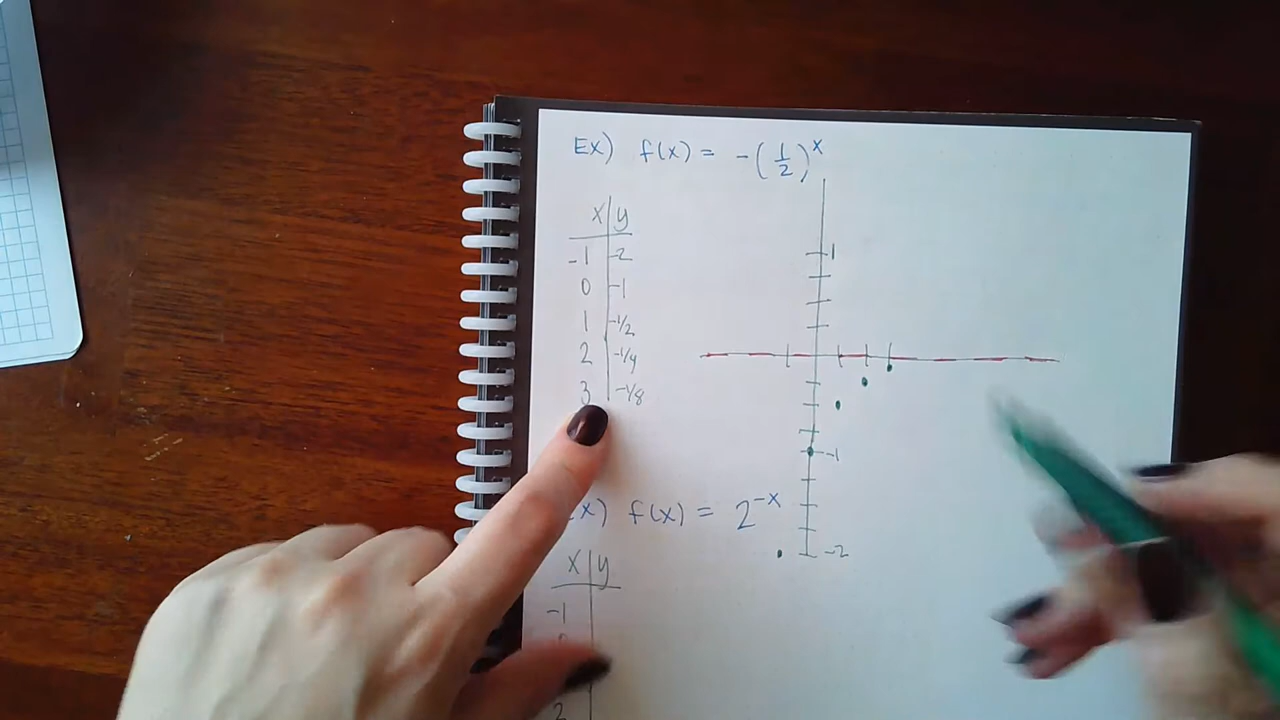 Ex) f(x) = -(1/2)^x
x y
-1 -2
0 -1
1 -1/2
2 -1/4
3 -1/8
1
-1
-2
x) f(x) = 2^-x
x y
-1
2